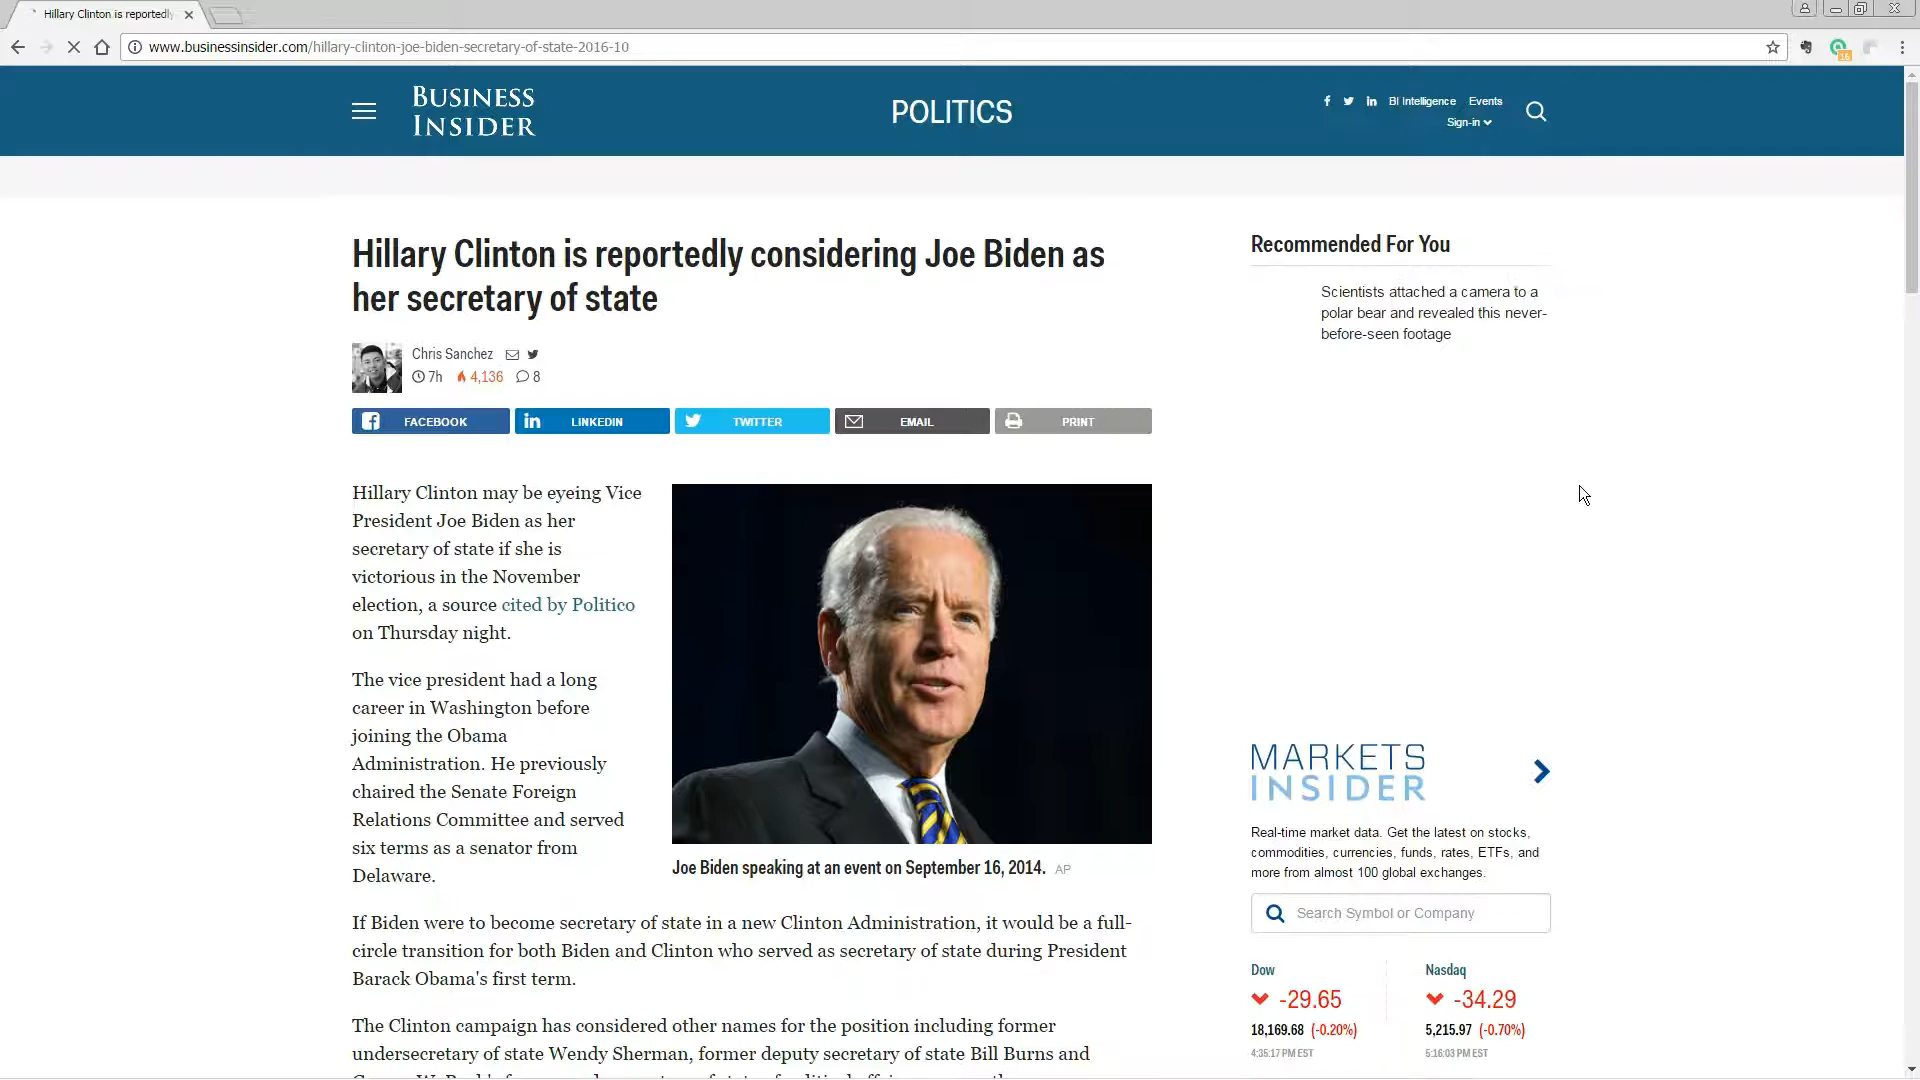 Hillary Clinton is reportedly
www.businessinsider.com/hillary-clinton-joe-biden-secretary-of-state-2016-10
BUSINESS
INSIDER
POLITICS
BI Intelligence Events
Sign-in
Hillary Clinton is reportedly considering Joe Biden as
her secretary of state
Chris Sanchez
7h 4,136 8
FACEBOOK LINKEDIN TWITTER EMAIL PRINT
Hillary Clinton may be eyeing Vice
President Joe Biden as her
secretary of state if she is
victorious in the November
election, a source cited by Politico
on Thursday night.
The vice president had a long
career in Washington before
joining the Obama
Administration. He previously
chaired the Senate Foreign
Relations Committee and served
six terms as a senator from
Delaware.
Joe Biden speaking at an event on September 16, 2014. AP
If Biden were to become secretary of state in a new Clinton Administration, it would be a full-
circle transition for both Biden and Clinton who served as secretary of state during President
Barack Obama's first term.
The Clinton campaign has considered other names for the position including former
undersecretary of state Wendy Sherman, former deputy secretary of state Bill Burns and
Recommended For You
Scientists attached a camera to a
polar bear and revealed this never-
before-seen footage
MARKETS
INSIDER
Real-time market data. Get the latest on stocks,
commodities, currencies, funds, rates, ETFs, and
more from almost 100 global exchanges.
Search Symbol or Company
Dow Nasdaq
-29.65 -34.29
18,169.68 (-0.20%) 5,215.97 (-0.70%)
4:35:17 PM EST 5:16:03 PM EST